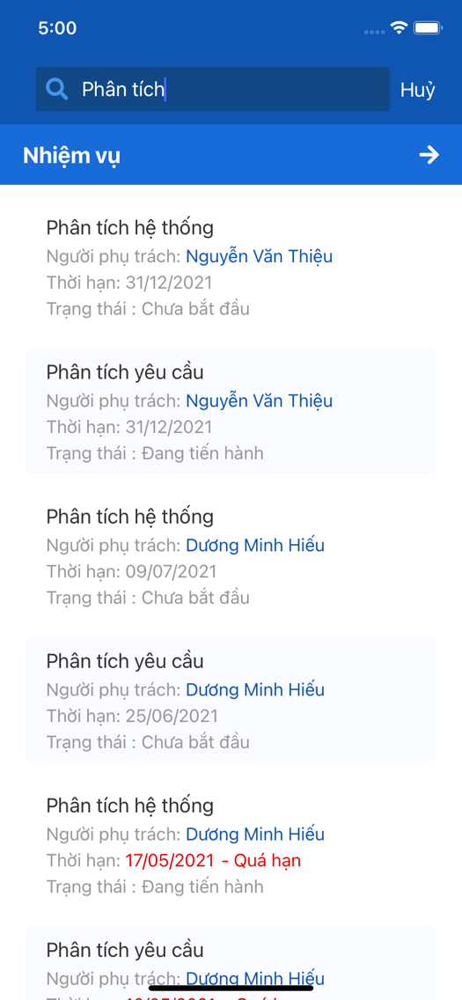 5:00
Phân tích
Huỷ
Nhiệm vụ
Phân tích hệ thống
Người phụ trách: Nguyễn Văn Thiệu
Thời hạn: 31/12/2021
Trạng thái : Chưa bắt đầu
Phân tích yêu cầu
Người phụ trách: Nguyễn Văn Thiệu
Thời hạn: 31/12/2021
Trạng thái : Đang tiến hành
Phân tích hệ thống
Người phụ trách: Dương Minh Hiếu
Thời hạn: 09/07/2021
Trạng thái : Chưa bắt đầu
Phân tích yêu cầu
Người phụ trách: Dương Minh Hiếu
Thời hạn: 25/06/2021
Trạng thái : Chưa bắt đầu
Phân tích hệ thống
Người phụ trách: Dương Minh Hiếu
Thời hạn: 17/05/2021 - Quá hạn
Trạng thái : Đang tiến hành
Phân tích yêu cầu
Người phụ trách: Dương Minh Hiếu